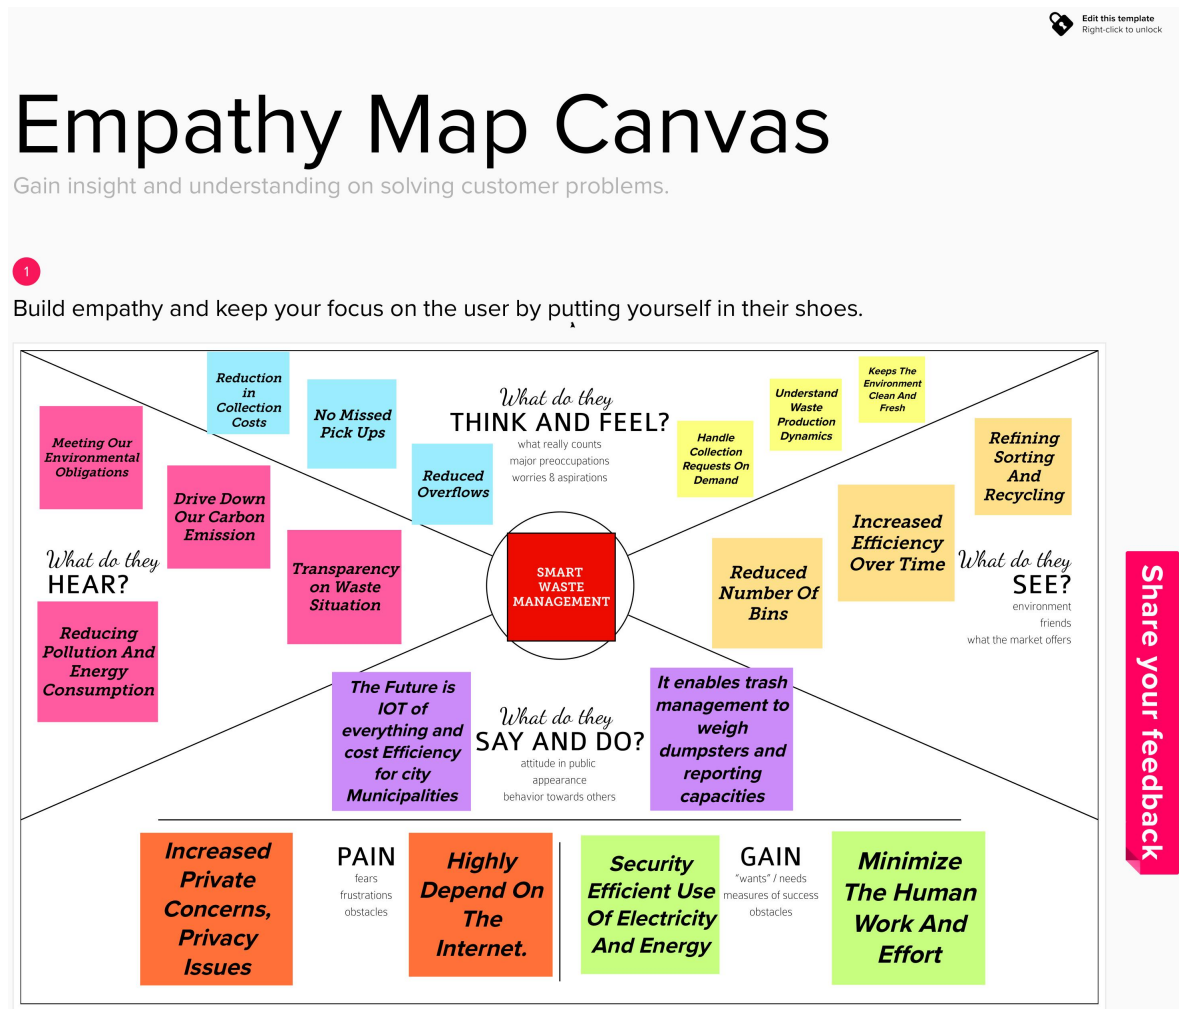 Edit this template
Right-click to unlock
Empathy Map Canvas
Gain insight and understanding on solving customer problems.
1
Build empathy and keep your focus on the user by putting yourself in their shoes.
Reduction
in
Collection
Costs
No Missed
Pick Ups
Reduced
Overflows
What do they
THINK AND FEEL?
what really counts
major preoccupations
worries & aspirations
Handle
Collection
Requests On
Demand
Understand
Waste
Production
Dynamics
Keeps The
Environment
Clean And
Fresh
Meeting Our
Environmental
Obligations
Drive Down
Our Carbon
Emission
Transparency
on Waste
Situation
What do they
HEAR?
Reducing
Pollution And
Energy
Consumption
SMART
WASTE
MANAGEMENT
Refining
Sorting
And
Recycling
Increased
Efficiency
Over Time
Reduced
Number Of
Bins
What do they
SEE?
environment
friends
what the market offers
The Future is
IOT of
everything and
cost Efficiency
for city
Municipalities
What do they
SAY AND DO?
attitude in public
appearance
behavior towards others
It enables trash
management to
weigh
dumpsters and
reporting
capacities
Increased
Private
Concerns,
Privacy
Issues
PAIN
fears
frustrations
obstacles
Highly
Depend On
The
Internet.
Security
Efficient Use
Of Electricity
And Energy
GAIN
"wants" / needs
measures of success
obstacles
Minimize
The Human
Work And
Effort
Share your feedback